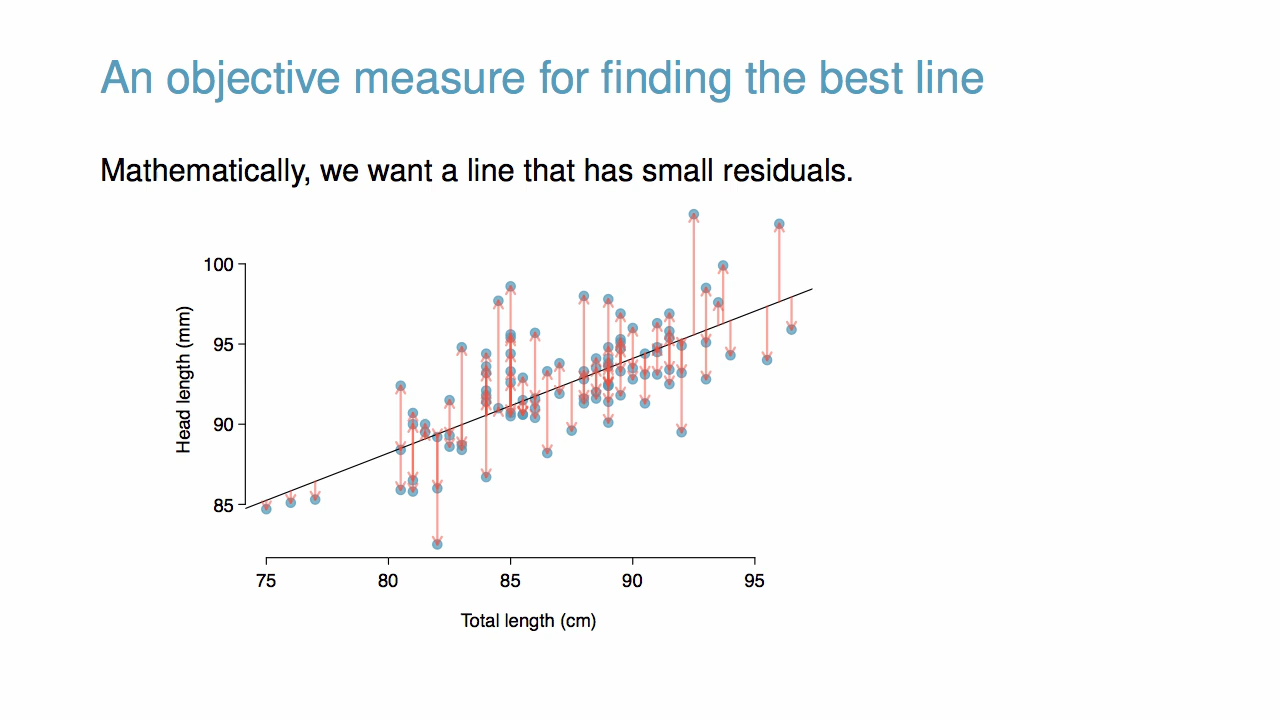 An objective measure for finding the best line
Mathematically, we want a line that has small residuals.
100
95
90
85
Head length (mm)
75 80 85 90 95
Total length (cm)